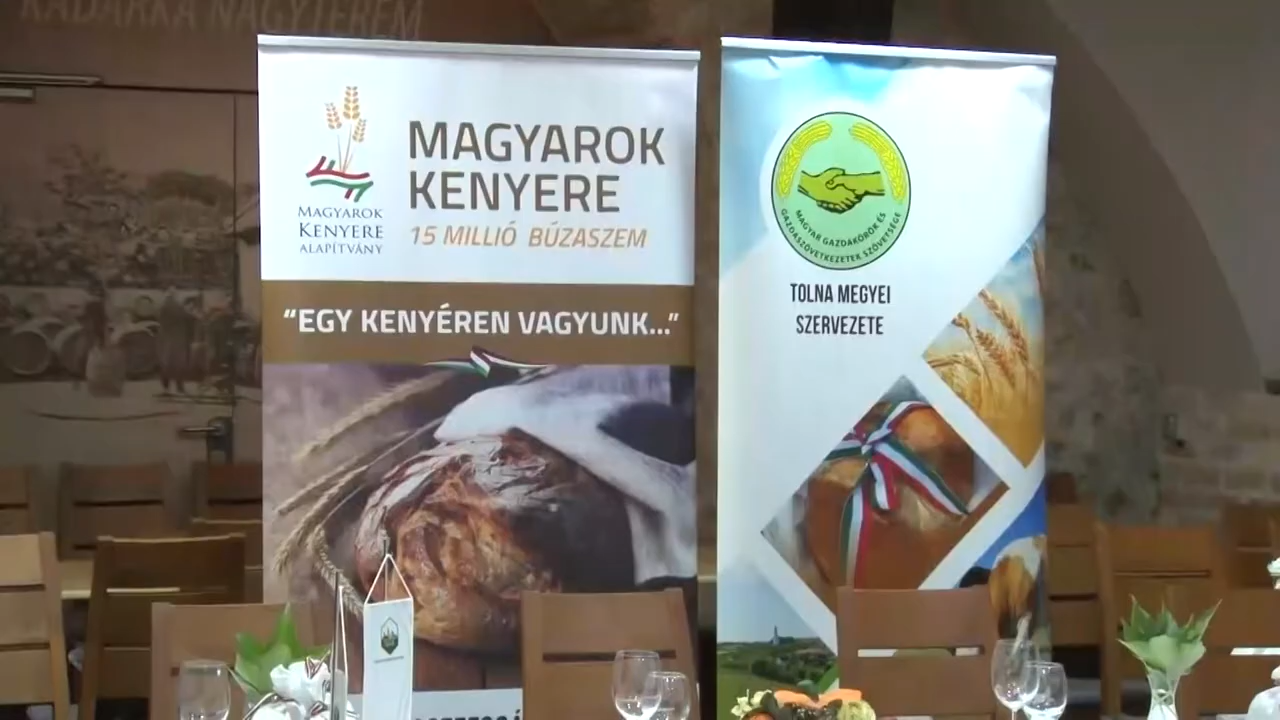 KADARKA NAGYTEREM
MAGYAROK
KENYERE
15 MILLIÓ BÚZASZEM
MAGYAROK
KENYERE
ALAPÍTVÁNY
"EGY KENYÉREN VAGYUNK..."
MAGYAR GAZDAKÖRÖK ÉS
GAZDASZÖVETKEZETEK SZÖVETSÉGE
TOLNA MEGYEI
SZERVEZETE